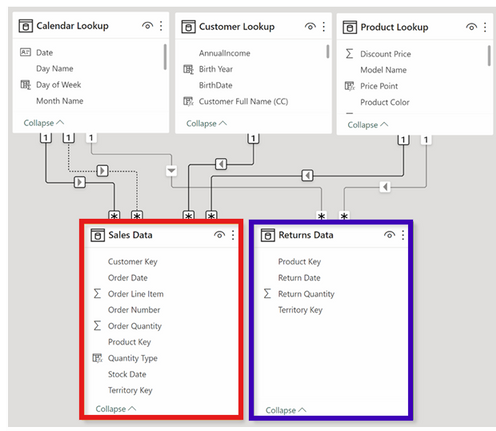 Calendar Lookup
Date
Day Name
Day of Week
Month Name
Collapse
Customer Lookup
AnnualIncome
Birth Year
BirthDate
Customer Full Name (CC)
Collapse
Product Lookup
Discount Price
Model Name
Price Point
Product Color
Collapse
1 1 1 1 1 1
* * * * * *
Sales Data
Customer Key
Order Date
Order Line Item
Order Number
Order Quantity
Product Key
Quantity Type
Stock Date
Territory Key
Collapse
Returns Data
Product Key
Return Date
Return Quantity
Territory Key
Collapse